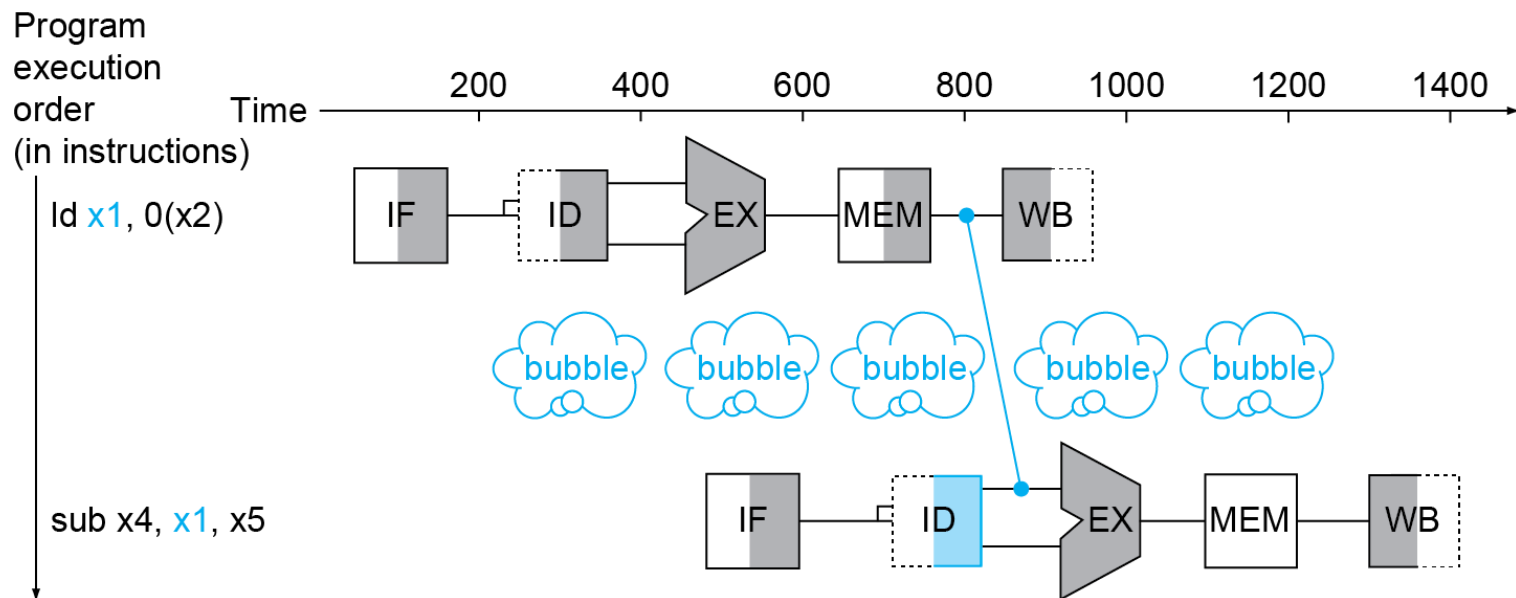 Program
execution
order
(in instructions)
Time
200 400 600 800 1000 1200 1400
ld x1, 0(x2)
IF ID EX MEM WB
bubble bubble bubble bubble bubble
sub x4, x1, x5
IF ID EX MEM WB